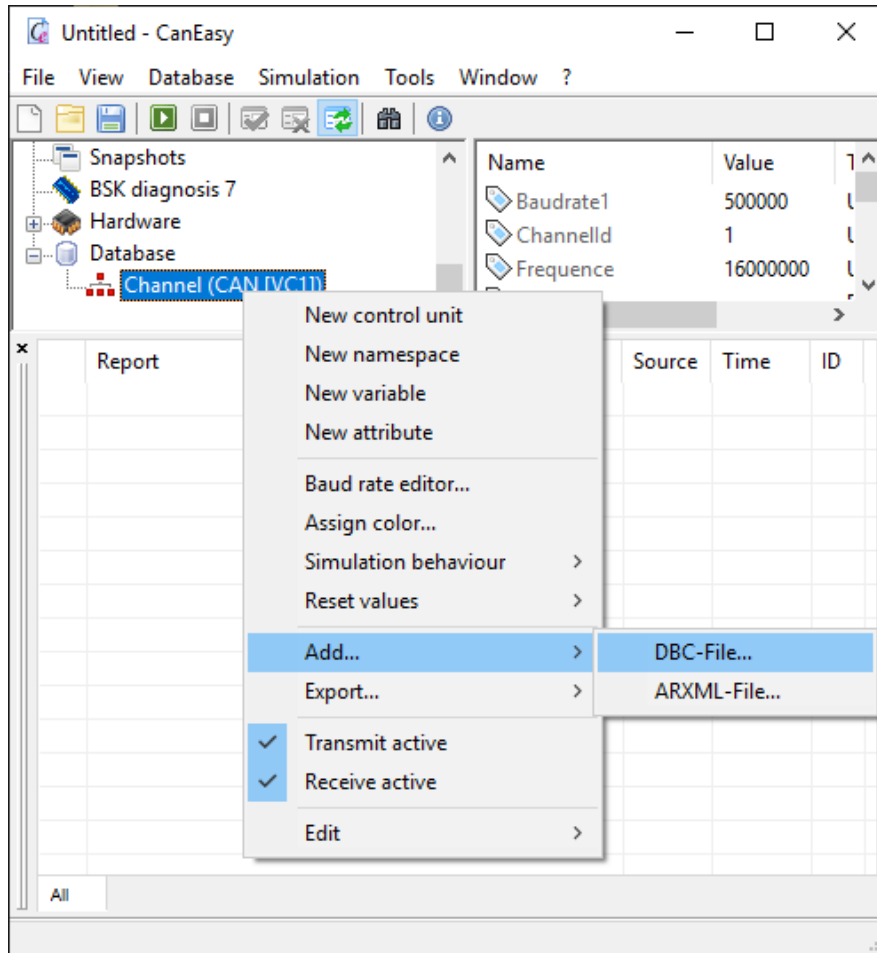 Untitled - CanEasy
File View Database Simulation Tools Window ?
Snapshots
BSK diagnosis 7
Hardware
Database
Channel (CAN [VC1])
Name Value
Baudrate1 500000
ChannelId 1
Frequence 16000000
Report Source Time ID
New control unit
New namespace
New variable
New attribute
Baud rate editor...
Assign color...
Simulation behaviour
Reset values
Add...
Export...
Transmit active
Receive active
Edit
DBC-File...
ARXML-File...
All